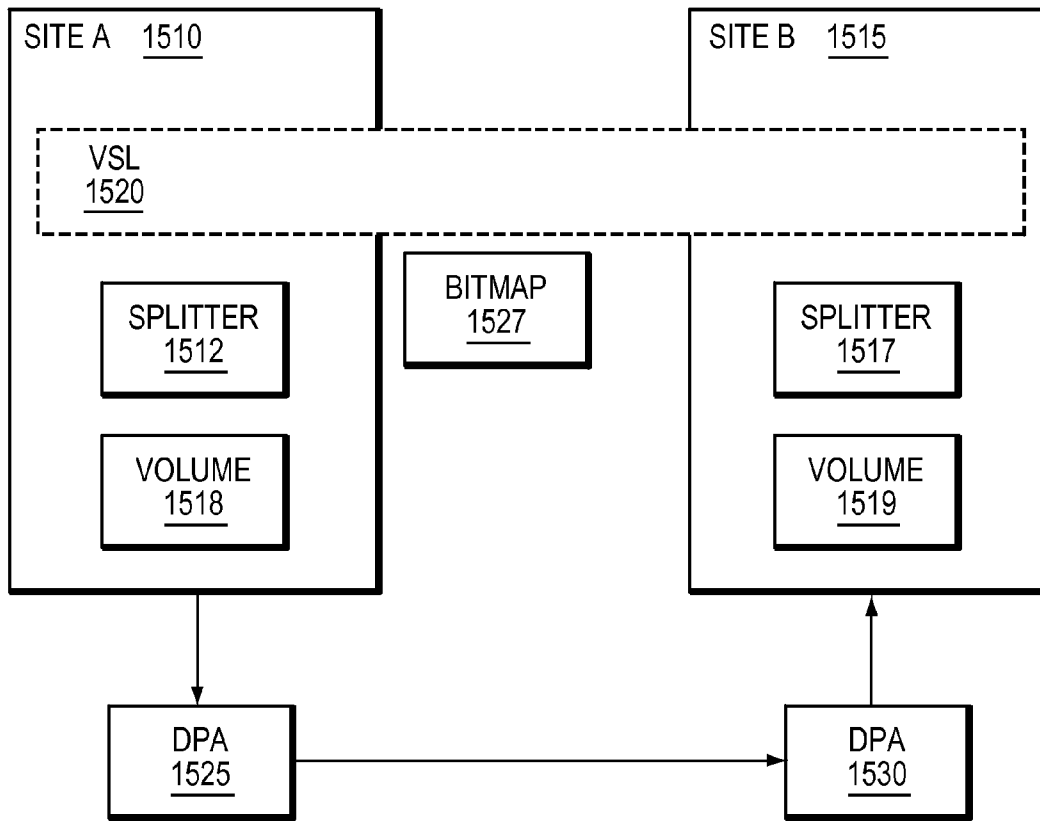 SITE A 1510
SITE B 1515
VSL
1520
BITMAP
1527
SPLITTER
1512
SPLITTER
1517
VOLUME
1518
VOLUME
1519
DPA
1525
DPA
1530